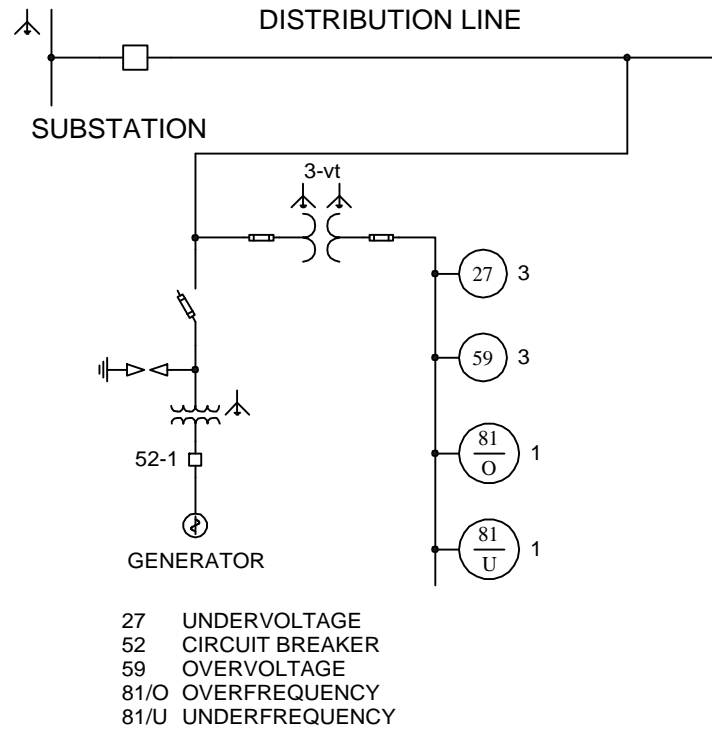 DISTRIBUTION LINE
SUBSTATION
3-vt
27 3
59 3
81
O 1
81
U 1
52-1
GENERATOR
27 UNDERVOLTAGE
52 CIRCUIT BREAKER
59 OVERVOLTAGE
81/O OVERFREQUENCY
81/U UNDERFREQUENCY